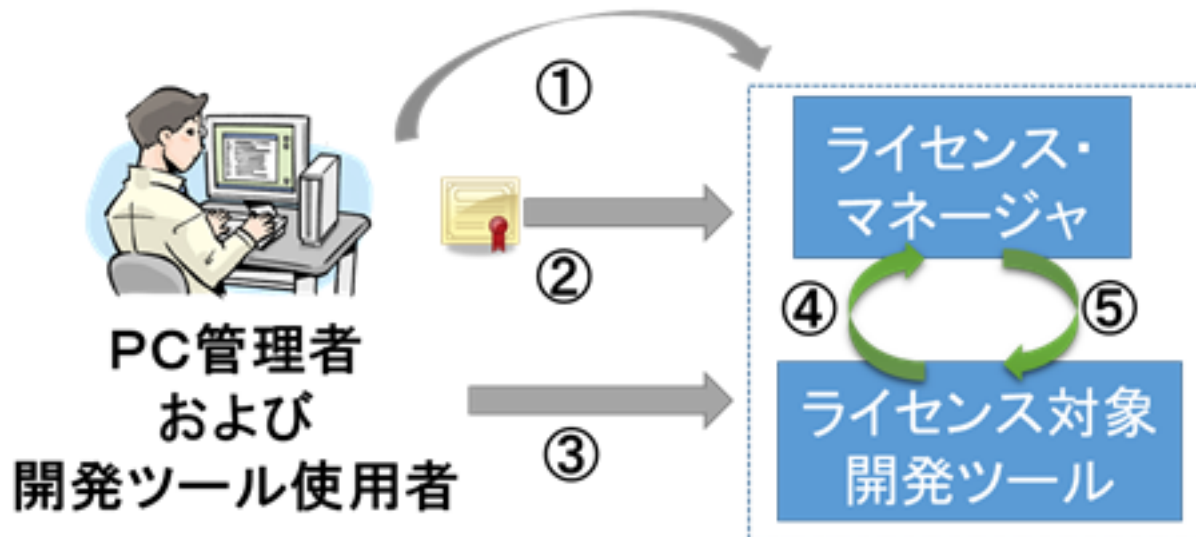 ①
ライセンス・
マネージャ
②
④
⑤
PC管理者
および
開発ツール使用者
③
ライセンス対象
開発ツール